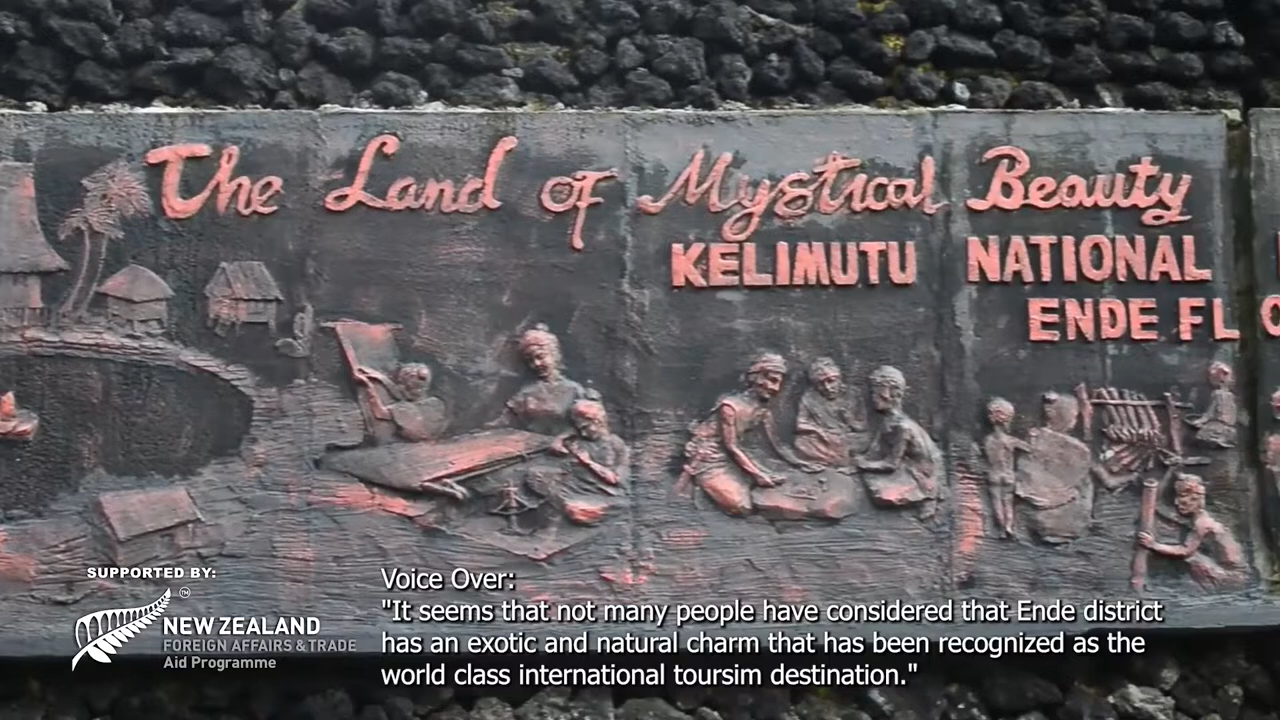 The Land of Mystical Beauty
KELIMUTU NATIONAL
ENDE FLO
SUPPORTED BY:
TM
NEW ZEALAND
FOREIGN AFFAIRS & TRADE
Aid Programme
Voice Over:
"It seems that not many people have considered that Ende district
has an exotic and natural charm that has been recognized as the
world class international toursim destination."